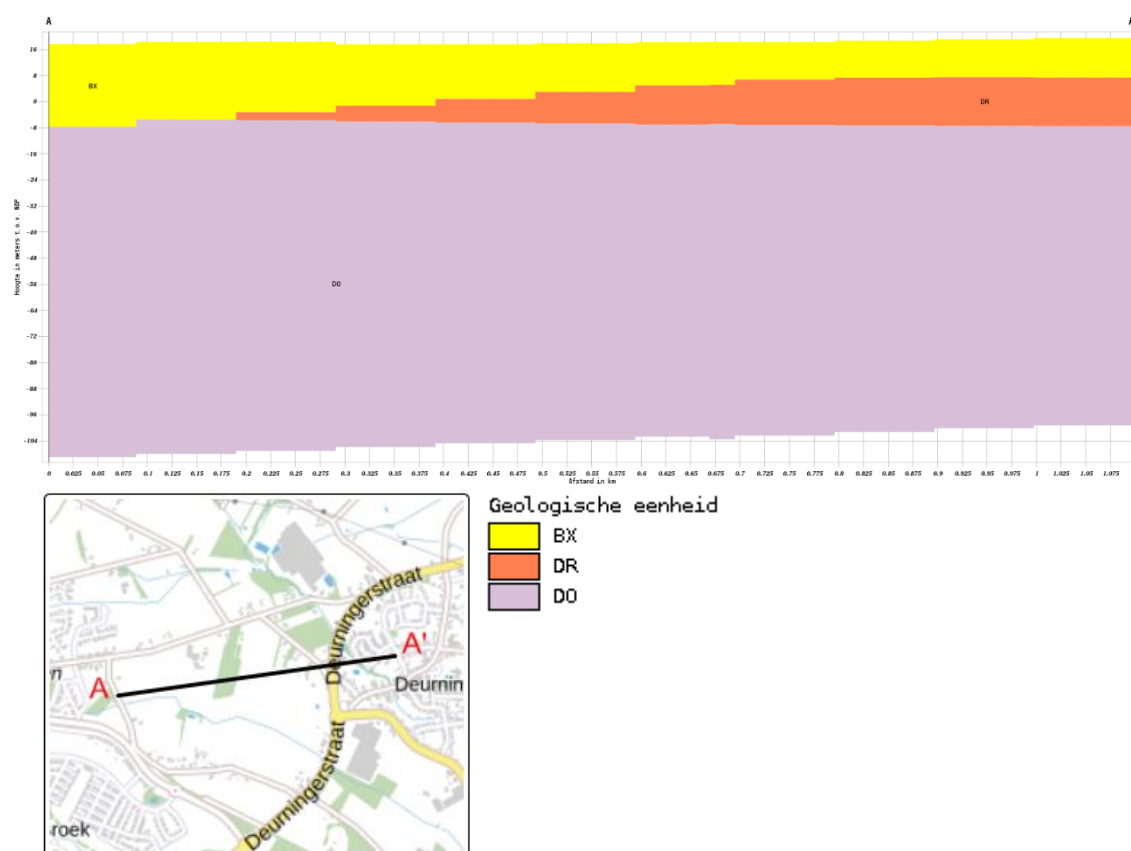 A A
16
8
BX
0
DR
-8
-16
-24
-32
-40
-48
-56
DO
-64
-72
-80
-88
-96
-104
Hoogte in meters t.o.v. NAP
0 0.025 0.05 0.075 0.1 0.125 0.15 0.175 0.2 0.225 0.25 0.275 0.3 0.325 0.35 0.375 0.4 0.425 0.45 0.475 0.5 0.525 0.55 0.575 0.6 0.625 0.65 0.675 0.7 0.725 0.75 0.775 0.8 0.825 0.85 0.875 0.9 0.925 0.95 0.975 1 1.025 1.05 1.075
Afstand in km
Geologische eenheid
BX
DR
DO
Deurningerstraat
A'
A
n
Deurnin
Deurningerstraat
roek